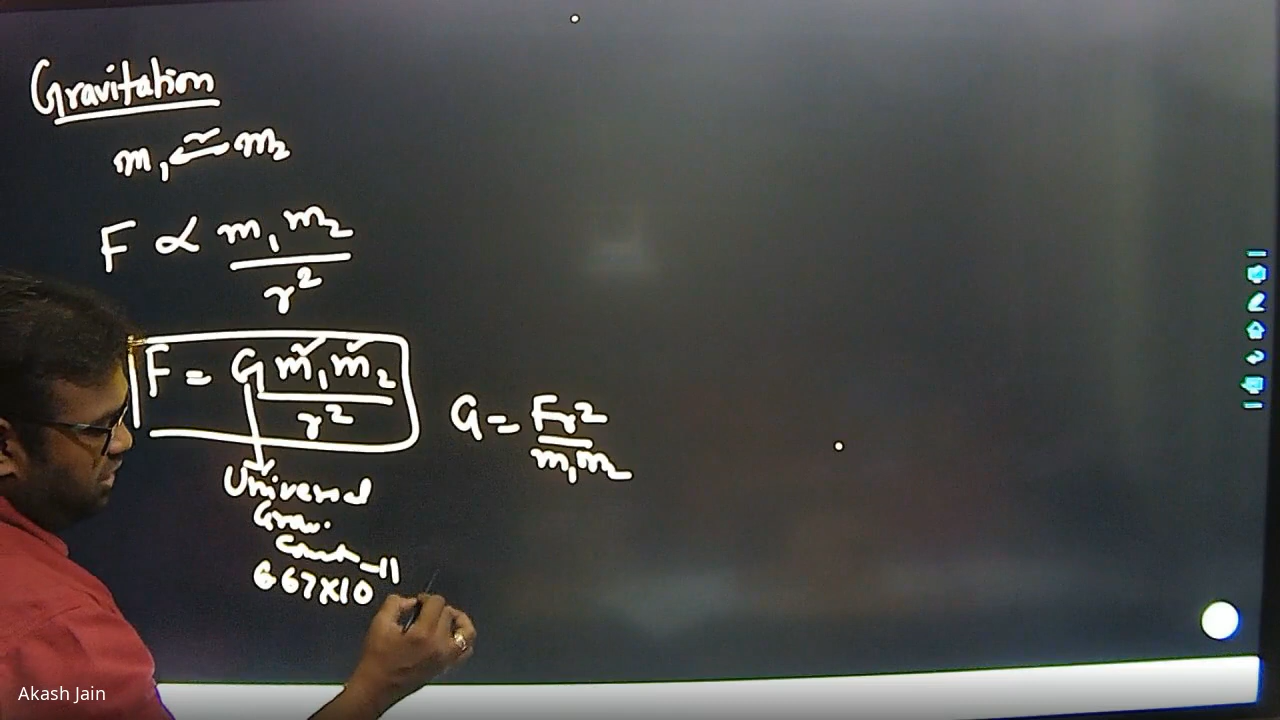 Gravitation
m₁ m₂
F ∝ m₁m₂/r²
F = G m₁m₂/r²
G = Fr²/m₁m₂
Universal
Grav.
Const
6.67×10⁻¹¹
Akash Jain